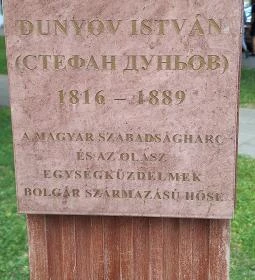 DUNYOV ISTVÁN
(СТЕФАН ДУНЬОВ)
1816 – 1889
A MAGYAR SZABADSÁGHARC
ÉS AZ OLASZ
EGYSÉGKÜZDELMEK
BOLGÁR SZÁRMAZÁSÚ HŐSE